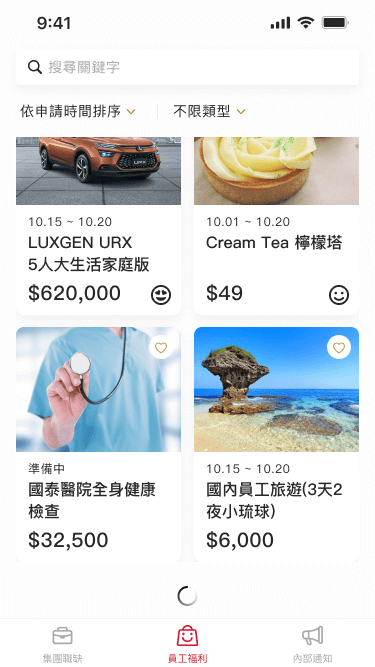 9:41
搜尋關鍵字
依申請時間排序
不限類型
10.15 ~ 10.20
LUXGEN URX
5人大生活家庭版
$620,000
10.01 ~ 10.20
Cream Tea 檸檬塔
$49
準備中
國泰醫院全身健康
檢查
$32,500
10.15 ~ 10.20
國內員工旅遊(3天2
夜小琉球)
$6,000
集團職缺
員工福利
內部通知